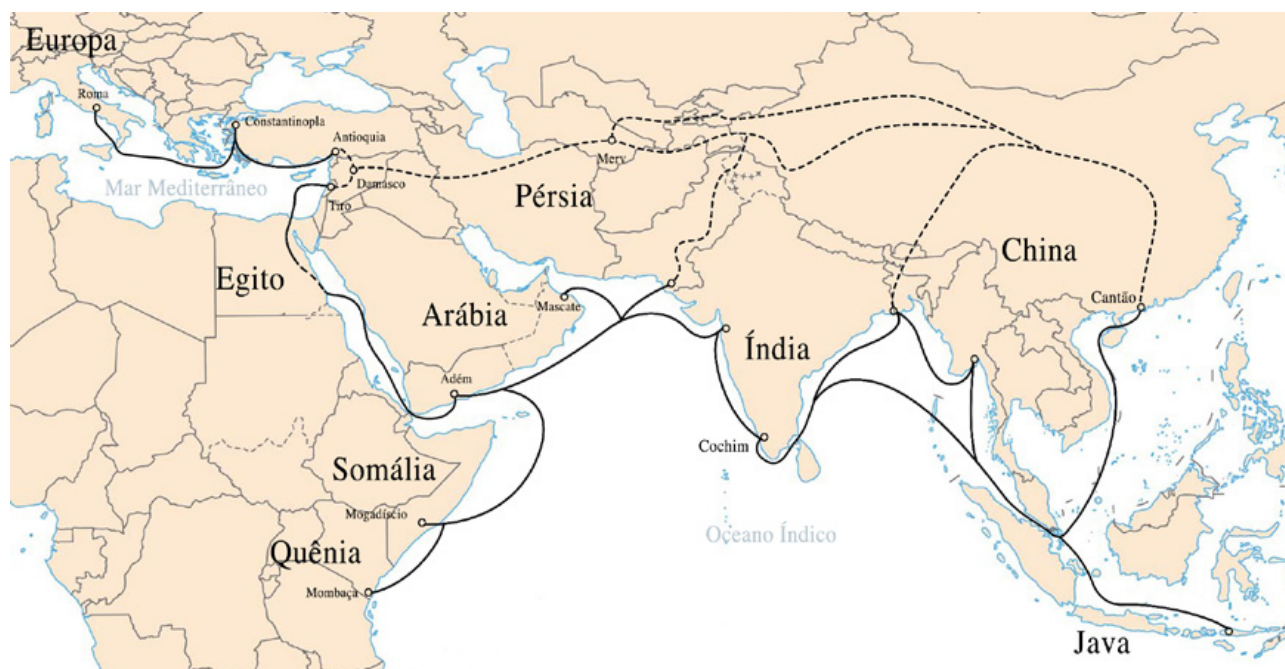 Europa
Roma
Constantinopla
Antioquia
Mar Mediterrâneo
Damasco
Merv
Tiro
Pérsia
Egito
China
Arábia
Mascate
Cantão
Índia
Adém
Cochim
Somália
Mogadíscio
Oceano Índico
Quênia
Mombaça
Java